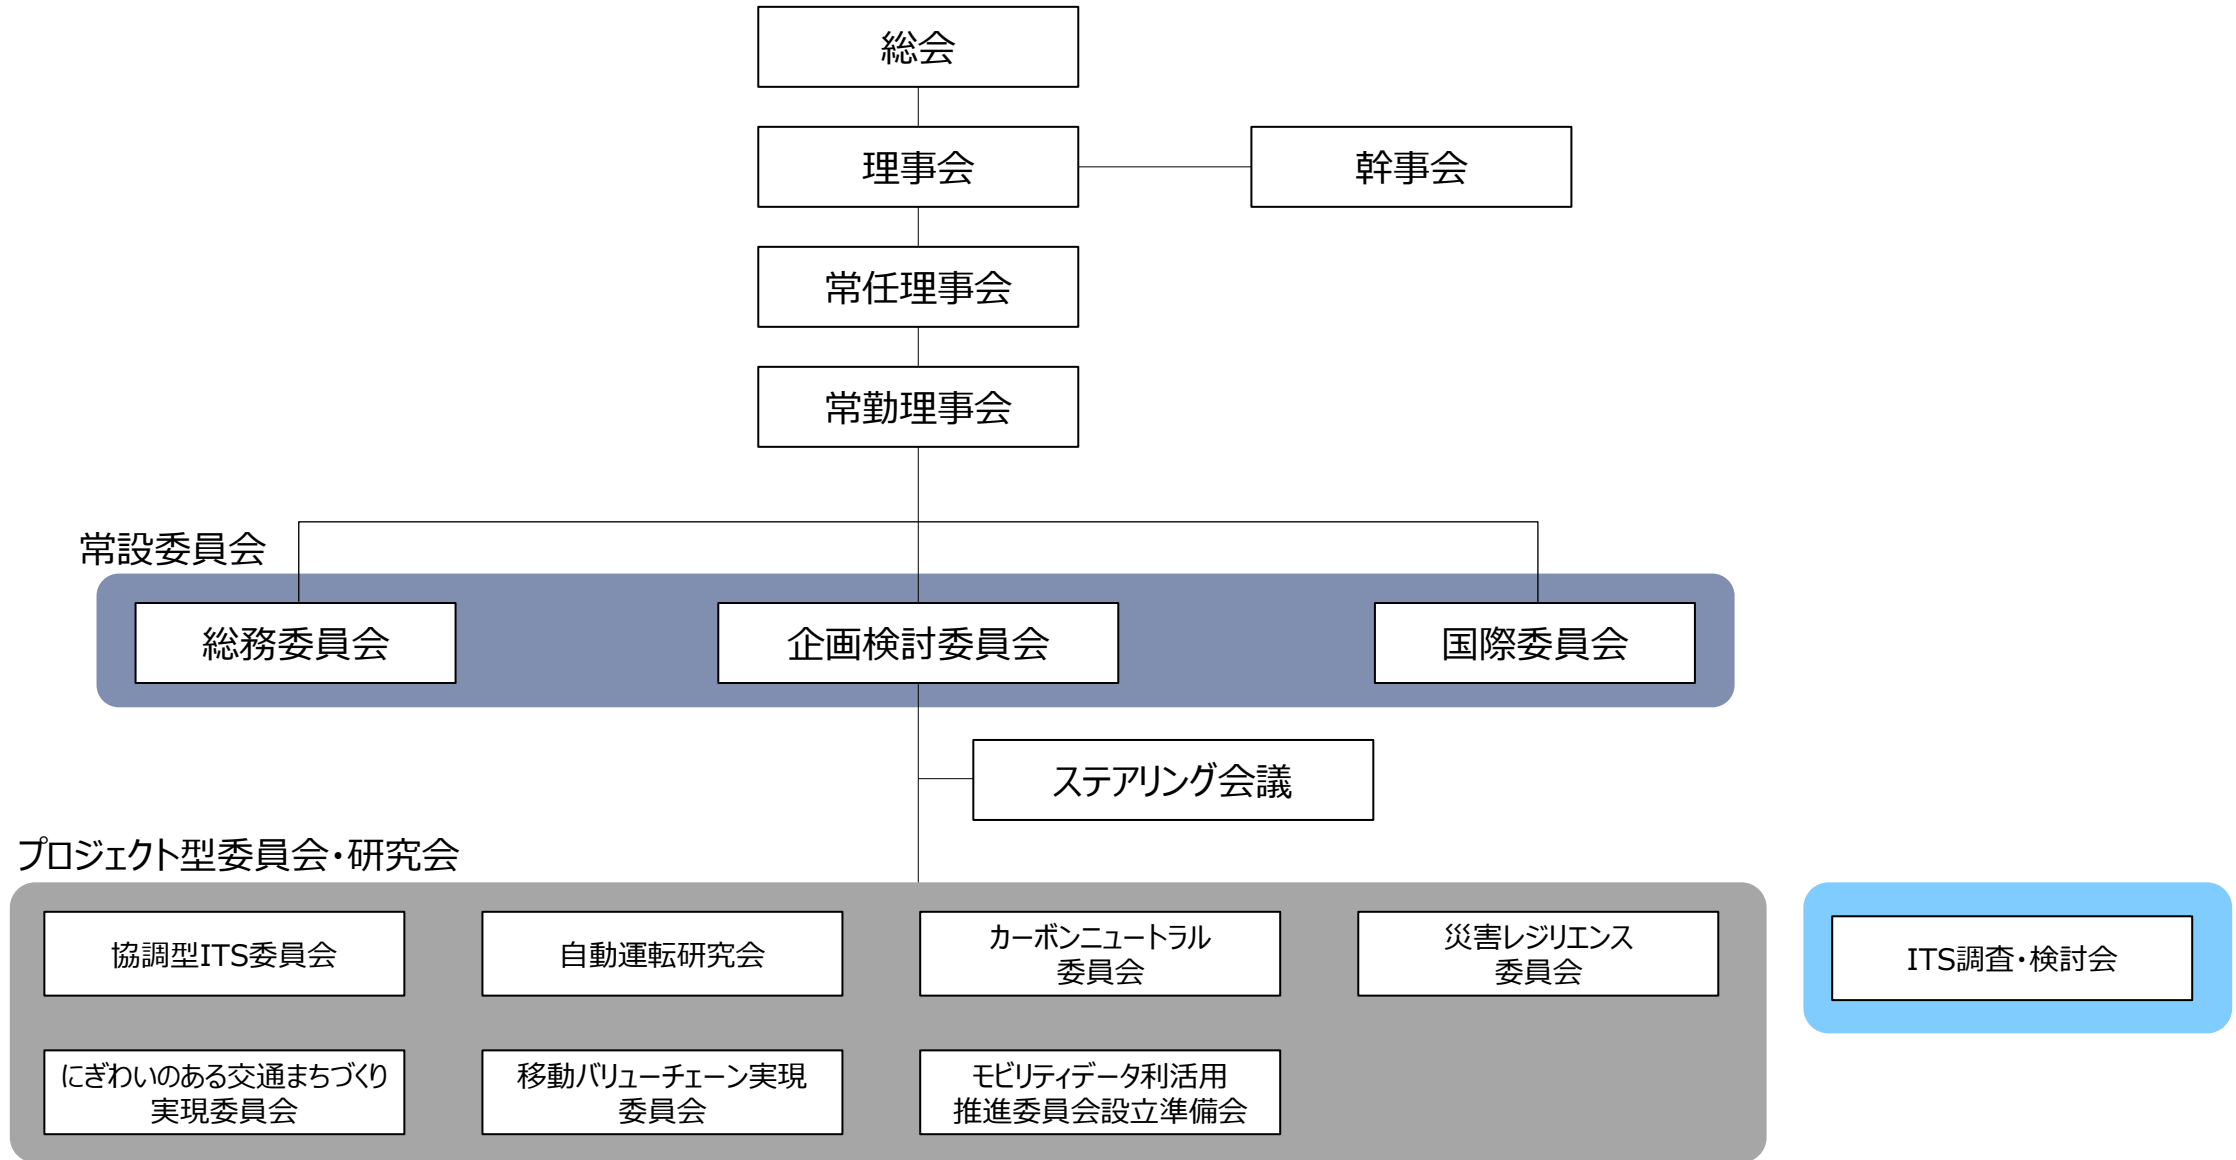 総会
理事会
幹事会
常任理事会
常勤理事会
常設委員会
総務委員会
企画検討委員会
国際委員会
ステアリング会議
プロジェクト型委員会・研究会
協調型ITS委員会
自動運転研究会
カーボンニュートラル
委員会
災害レジリエンス
委員会
ITS調査・検討会
にぎわいのある交通まちづくり
実現委員会
移動バリューチェーン実現
委員会
モビリティデータ利活用
推進委員会設立準備会